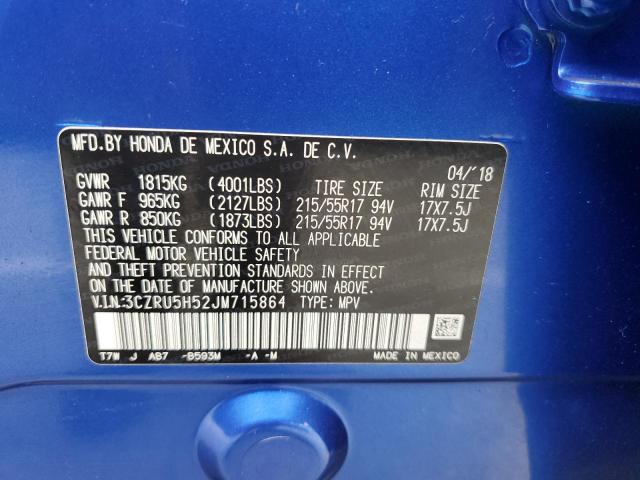 MFD.BY HONDA DE MEXICO S.A. DE C.V.
04/'18
GVWR 1815KG (4001LBS) TIRE SIZE RIM SIZE
GAWR F 965KG (2127LBS) 215/55R17 94V 17X7.5J
GAWR R 850KG (1873LBS) 215/55R17 94V 17X7.5J
THIS VEHICLE CONFORMS TO ALL APPLICABLE
FEDERAL MOTOR VEHICLE SAFETY
AND THEFT PREVENTION STANDARDS IN EFFECT
ON THE DATE OF MANUFACTURE SHOWN ABOVE.
V.I.N:3CZRU5H52JM715864 TYPE: MPV
T7W J AB7 -B593M -A -M MADE IN MEXICO